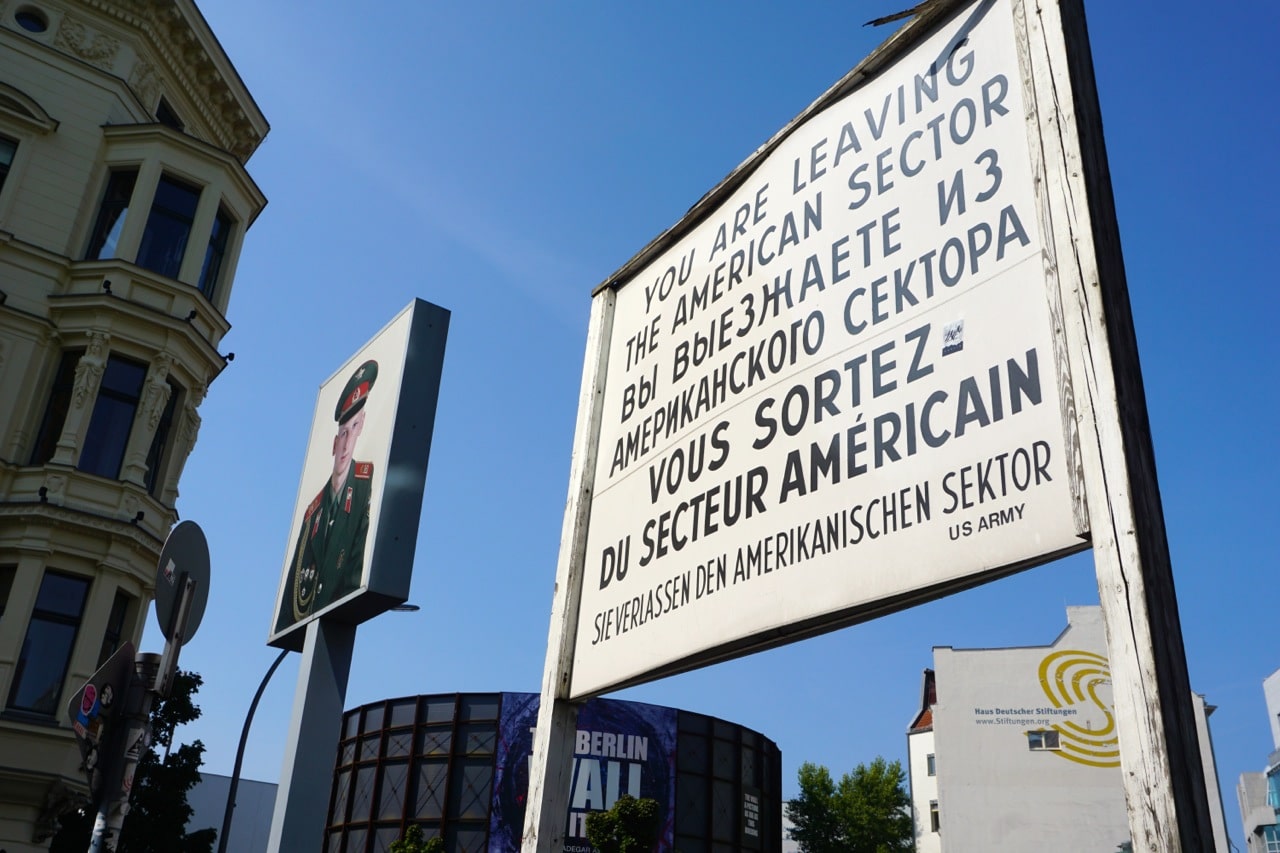 YOU ARE LEAVING
THE AMERICAN SECTOR
ВЫ ВЫЕЗЖАЕТЕ ИЗ
АМЕРИКАНСКОГО СЕКТОРА
VOUS SORTEZ
DU SECTEUR AMÉRICAIN
SIE VERLASSEN DEN AMERIKANISCHEN SEKTOR
US ARMY
BERLIN
WALL
Haus Deutscher Stiftungen
www.Stiftungen.org